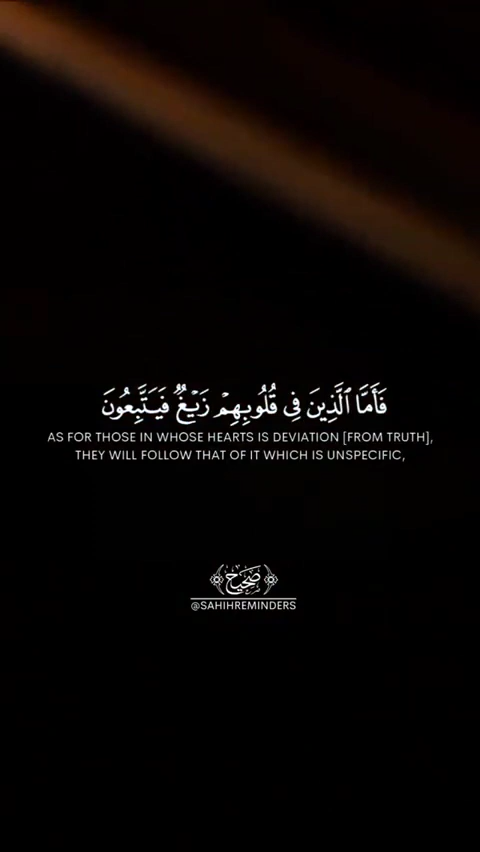 فَأَمَّا ٱلَّذِينَ فِى قُلُوبِهِمْ زَيْغٌ فَيَتَّبِعُونَ
AS FOR THOSE IN WHOSE HEARTS IS DEVIATION [FROM TRUTH],
THEY WILL FOLLOW THAT OF IT WHICH IS UNSPECIFIC,
صَحِيح
@SAHIHREMINDERS